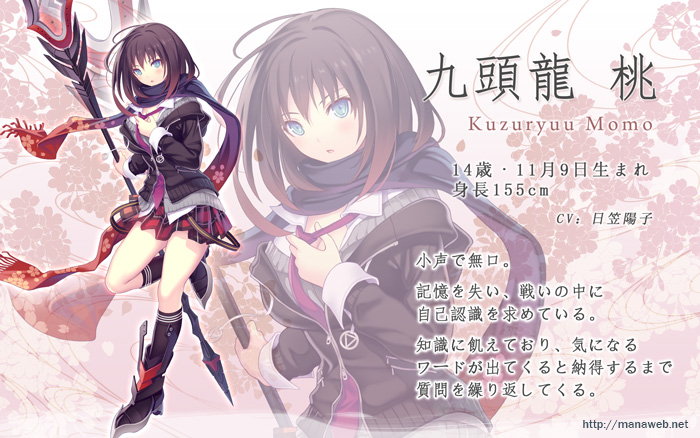 九頭龍 桃
Kuzuryuu Momo
14歳・11月9日生まれ
身長155cm
CV：日笠陽子
小声で無口。
記憶を失い、戦いの中に
自己認識を求めている。
知識に飢えており、気になる
ワードが出てくると納得するまで
質問を繰り返してくる。
http://manaweb.net